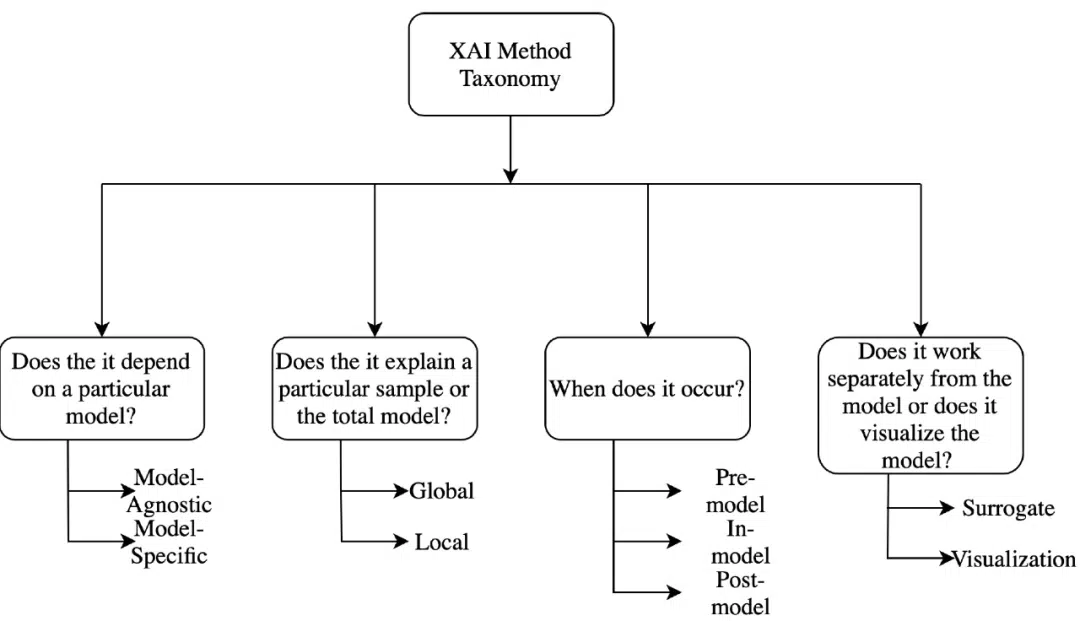 XAI Method
Taxonomy
Does the it depend
on a particular
model?
Model-
Agnostic
Model-
Specific
Does the it explain a
particular sample or
the total model?
Global
Local
When does it occur?
Pre-
model
In-
model
Post-
model
Does it work
separately from the
model or does it
visualize the
model?
Surrogate
Visualization